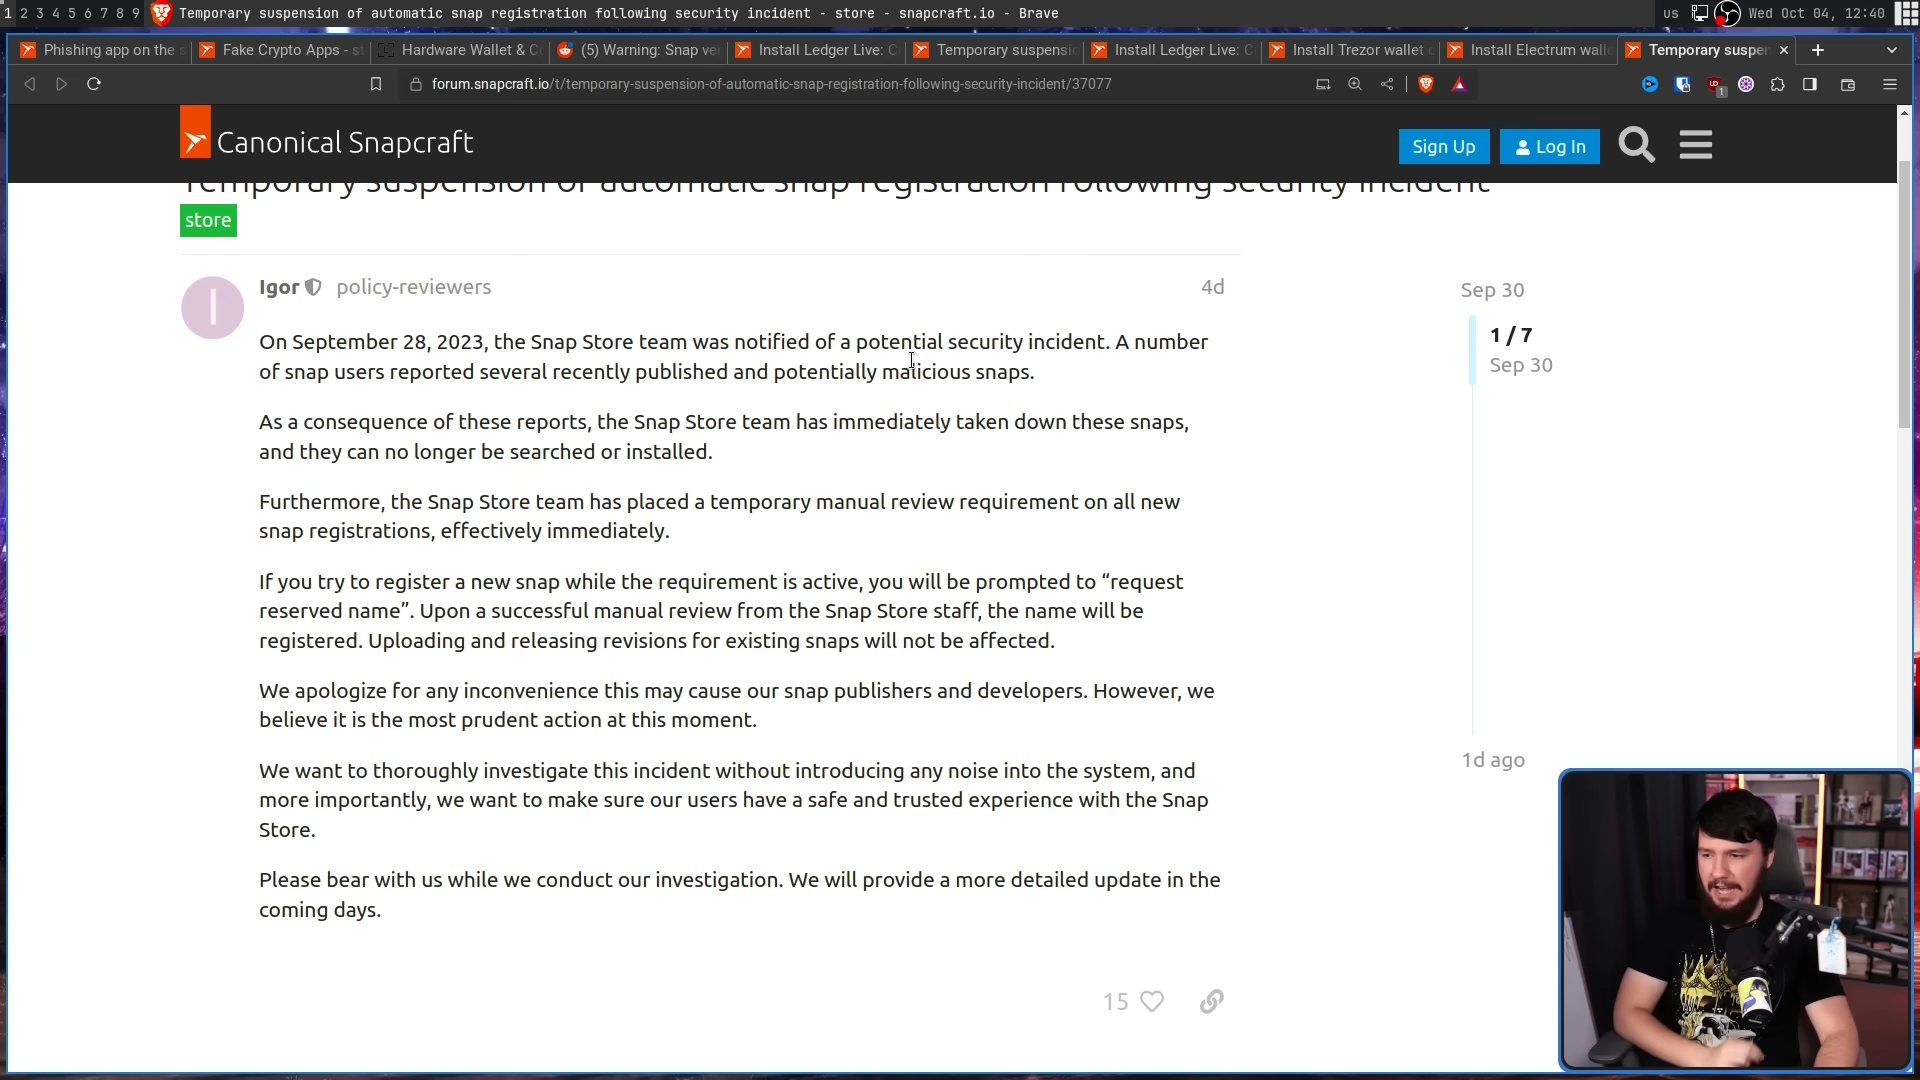 1 2 3 4 5 6 7 8 9 Temporary suspension of automatic snap registration following security incident - store - snapcraft.io - Brave us Wed Oct 04, 12:40
Phishing app on the s Fake Crypto Apps - st Hardware Wallet & Co (5) Warning: Snap ver Install Ledger Live: C Temporary suspensio Install Ledger Live: C Install Trezor wallet o Install Electrum walle Temporary suspen
forum.snapcraft.io/t/temporary-suspension-of-automatic-snap-registration-following-security-incident/37077
Canonical Snapcraft
Sign Up Log In
Temporary suspension of automatic snap registration following security incident
store
Igor policy-reviewers 4d
On September 28, 2023, the Snap Store team was notified of a potential security incident. A number
of snap users reported several recently published and potentially malicious snaps.
As a consequence of these reports, the Snap Store team has immediately taken down these snaps,
and they can no longer be searched or installed.
Furthermore, the Snap Store team has placed a temporary manual review requirement on all new
snap registrations, effectively immediately.
If you try to register a new snap while the requirement is active, you will be prompted to “request
reserved name”. Upon a successful manual review from the Snap Store staff, the name will be
registered. Uploading and releasing revisions for existing snaps will not be affected.
We apologize for any inconvenience this may cause our snap publishers and developers. However, we
believe it is the most prudent action at this moment.
We want to thoroughly investigate this incident without introducing any noise into the system, and
more importantly, we want to make sure our users have a safe and trusted experience with the Snap
Store.
Please bear with us while we conduct our investigation. We will provide a more detailed update in the
coming days.
15
Sep 30
1 / 7
Sep 30
1d ago